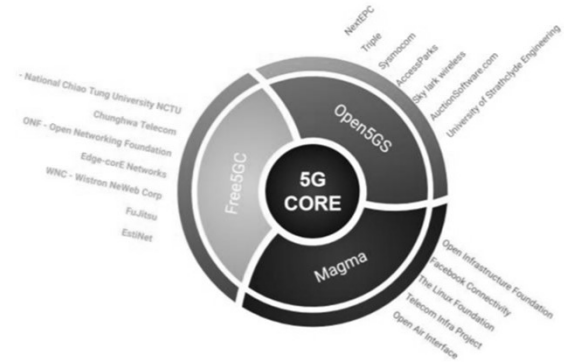 NextEPC
Triple
Sysmocom
AccessParks
Sky lark wireless
AuctionSoftware.com
University of Strathclyde Engineering
- National Chiao Tung University NCTU
Chunghwa Telecom
ONF - Open Networking Foundation
Edge-corE Networks
WNC - Wistron NeWeb Corp
FuJitsu
EstiNet
Free5GC
Open5GS
5G
CORE
Magma
Open Infrastructure Foundation
Facebook Connectivity
The Linux Foundation
Telecom Infra Project
Open Air Interface